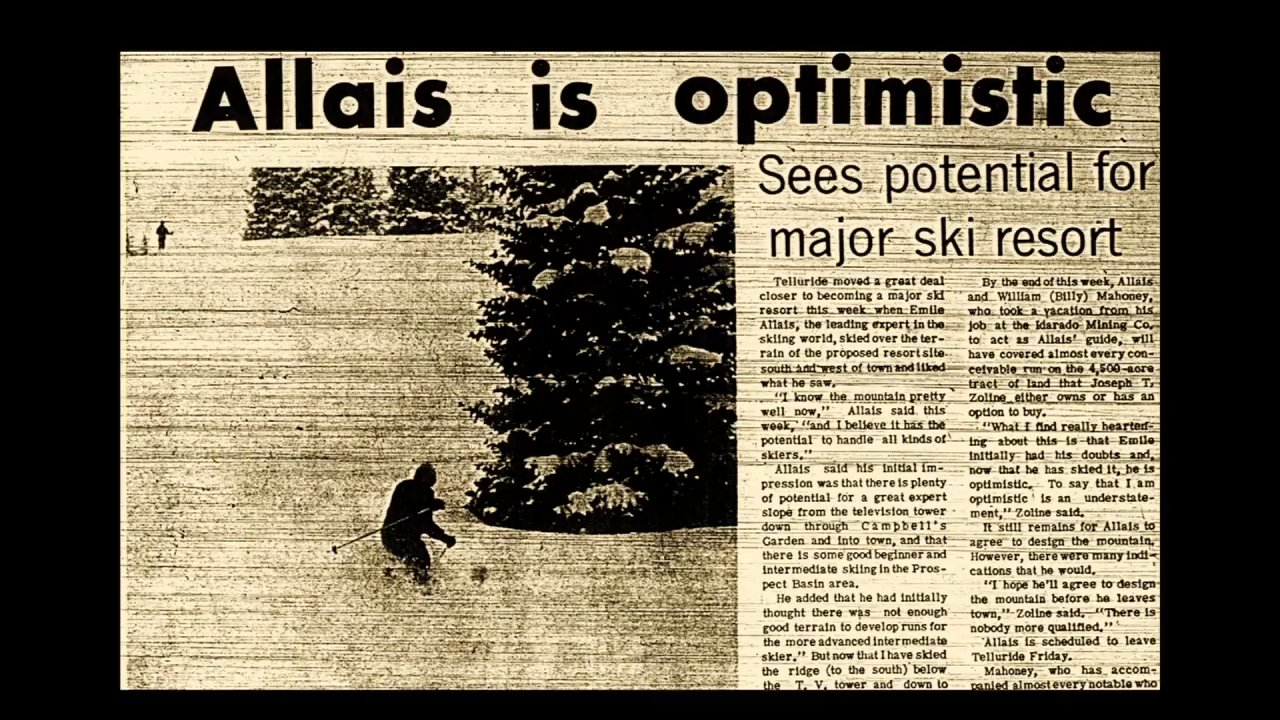 Allais is optimistic
Sees potential for
major ski resort
Telluride moved a great deal
closer to becoming a major ski
resort this week when Emile
Allais, the leading expert in the
skiing world, skied over the ter-
rain of the proposed resort site
south and west of town and liked
what he saw.
"I know the mountain pretty
well now," Allais said this
week, "and I believe it has the
potential to handle all kinds of
skiers."
Allais said his initial im-
pression was that there is plenty
of potential for a great expert
slope from the television tower
down through Campbell's
Garden and into town, and that
there is some good beginner and
intermediate skiing in the Pros-
pect Basin area.
He added that he had initially
thought there was not enough
good terrain to develop runs for
the more advanced intermediate
skier." But now that I have skied
the ridge (to the south) below
the T. V. tower and down to
By the end of this week, Allais
and William (Billy) Mahoney,
who took a vacation from his
job at the Idarado Mining Co.
to act as Allais' guide, will
have covered almost every con-
ceivable run on the 4,500-acre
tract of land that Joseph T.
Zoline either owns or has an
option to buy.
"What I find really hearten-
ing about this is that Emile
initially had his doubts and,
now that he has skied it, he is
optimistic. To say that I am
optimistic is an understate-
ment," Zoline said.
It still remains for Allais to
agree to design the mountain.
However, there were many indi-
cations that he would.
"I hope he'll agree to design
the mountain before he leaves
town," Zoline said. "There is
nobody more qualified."
Allais is scheduled to leave
Telluride Friday.
Mahoney, who has accom-
panied almost every notable who